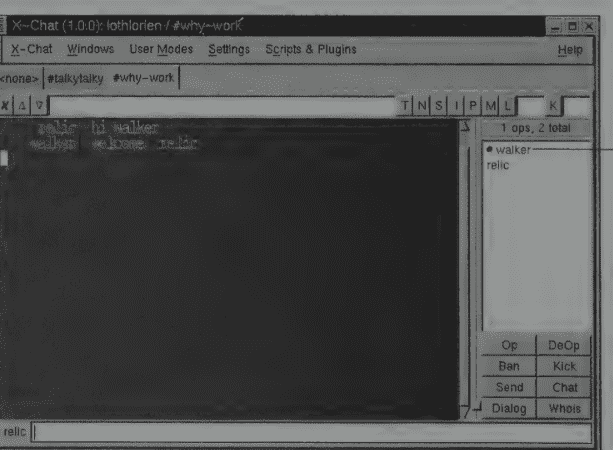 X-Chat (1.0.0): lothlorien / #why-work
X-Chat Windows User Modes Settings Scripts & Plugins Help
<none> #talkytalky #why-work
X T N S I P M L K
1 ops, 2 total
relic hi walker
walker welcome relic
walker
relic
Op DeOp
Ban Kick
Send Chat
Dialog Whois
relic